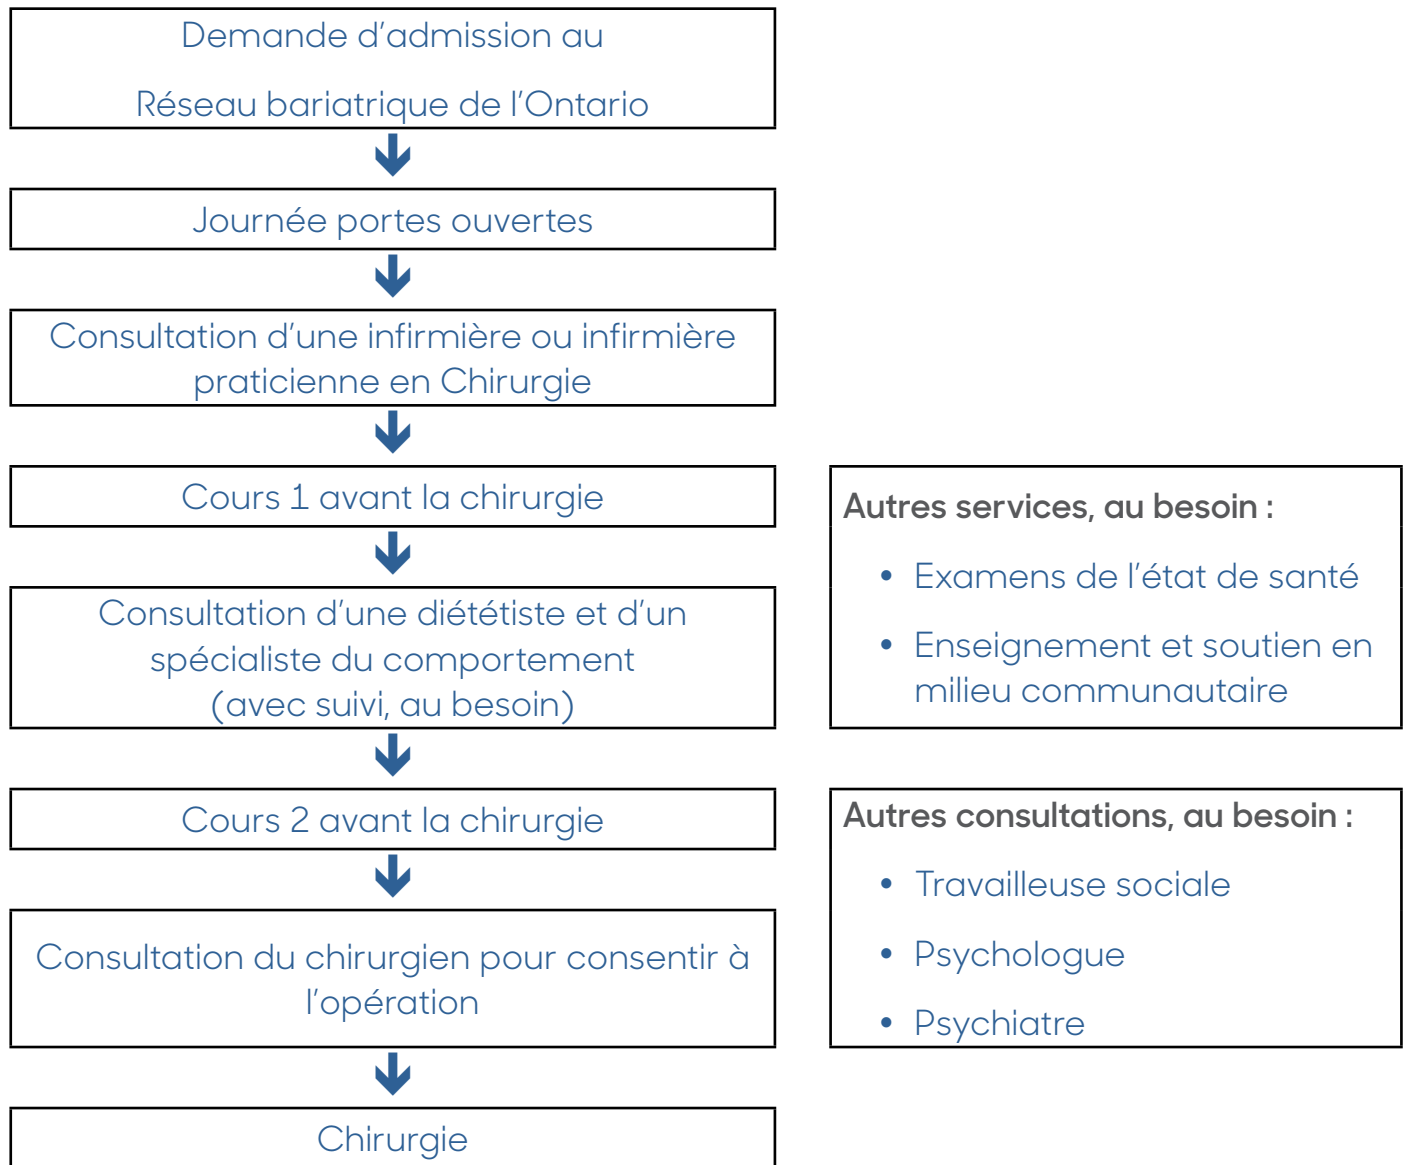 Demande d’admission au
Réseau bariatrique de l’Ontario
Journée portes ouvertes
Consultation d’une infirmière ou infirmière
praticienne en Chirurgie
Cours 1 avant la chirurgie
Consultation d’une diététiste et d’un
spécialiste du comportement
(avec suivi, au besoin)
Cours 2 avant la chirurgie
Consultation du chirurgien pour consentir à
l’opération
Chirurgie
Autres services, au besoin :
• Examens de l’état de santé
• Enseignement et soutien en
milieu communautaire
Autres consultations, au besoin :
• Travailleuse sociale
• Psychologue
• Psychiatre